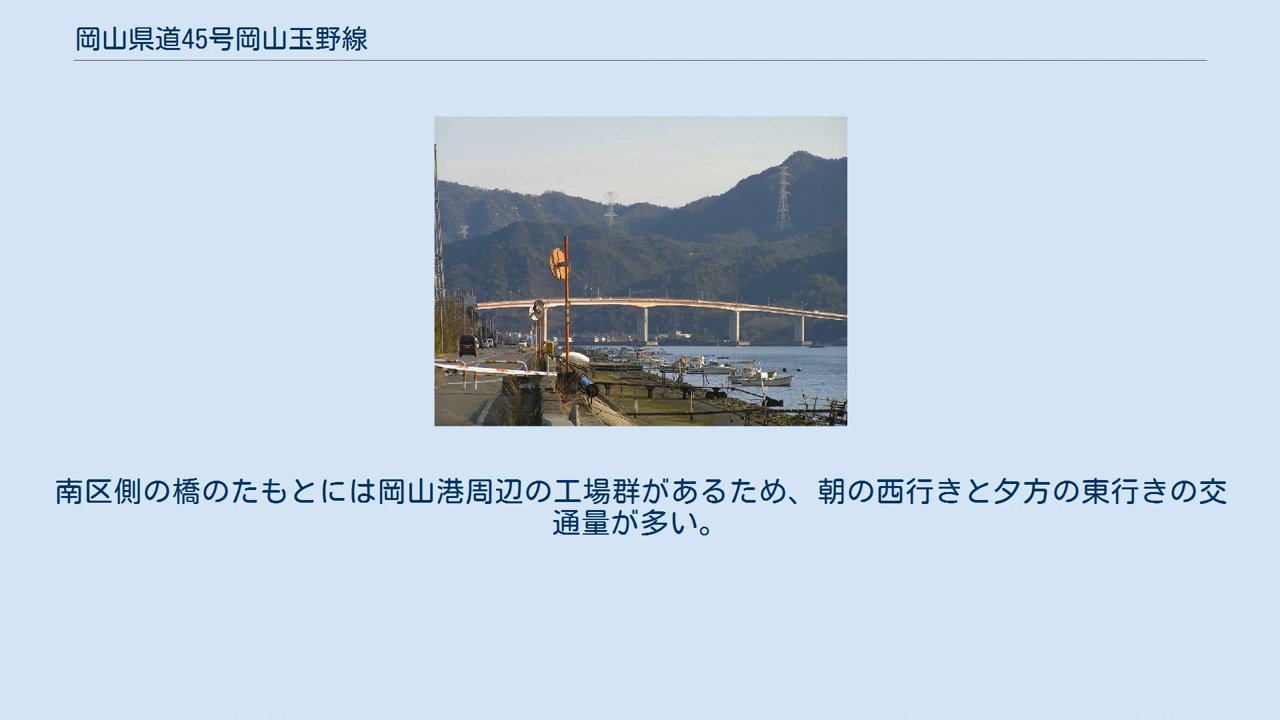 岡山県道45号岡山玉野線
南区側の橋のたもとには岡山港周辺の工場群があるため、朝の西行きと夕方の東行きの交
通量が多い。